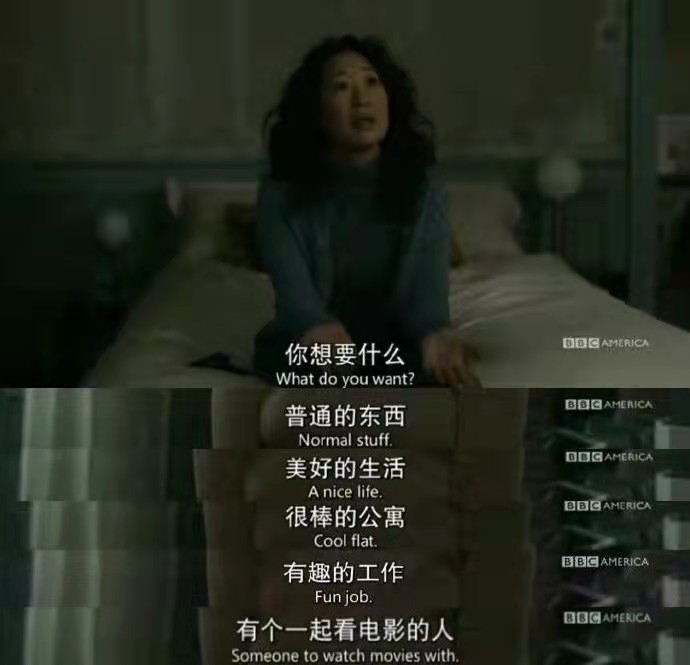 BBC AMERICA
你想要什么
What do you want?
BBC AMERICA
普通的东西
Normal stuff.
BBC AMERICA
美好的生活
A nice life.
BBC AMERICA
很棒的公寓
Cool flat.
BBC AMERICA
有趣的工作
Fun job.
BBC AMERICA
有个一起看电影的人
Someone to watch movies with.